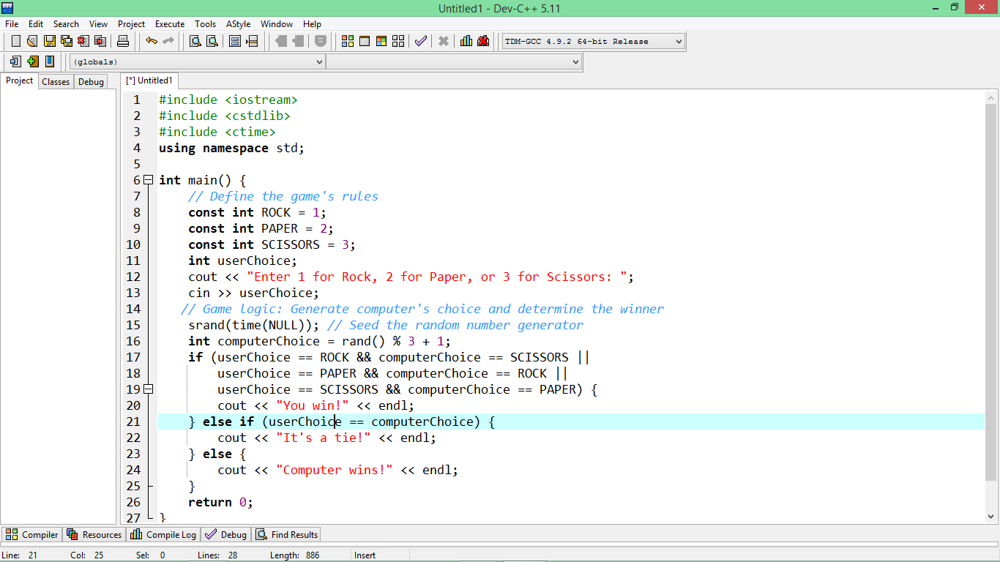 Untitled1 - Dev-C++ 5.11
File Edit Search View Project Execute Tools AStyle Window Help
TDM-GCC 4.9.2 64-bit Release
(globals)
Project Classes Debug [*] Untitled1
1 #include <iostream>
2 #include <cstdlib>
3 #include <ctime>
4 using namespace std;
5
6 int main() {
7 // Define the game's rules
8 const int ROCK = 1;
9 const int PAPER = 2;
10 const int SCISSORS = 3;
11 int userChoice;
12 cout << "Enter 1 for Rock, 2 for Paper, or 3 for Scissors: ";
13 cin >> userChoice;
14 // Game logic: Generate computer's choice and determine the winner
15 srand(time(NULL)); // Seed the random number generator
16 int computerChoice = rand() % 3 + 1;
17 if (userChoice == ROCK && computerChoice == SCISSORS ||
18 userChoice == PAPER && computerChoice == ROCK ||
19 userChoice == SCISSORS && computerChoice == PAPER) {
20 cout << "You win!" << endl;
21 } else if (userChoice == computerChoice) {
22 cout << "It's a tie!" << endl;
23 } else {
24 cout << "Computer wins!" << endl;
25 }
26 return 0;
27 }
Compiler Resources Compile Log Debug Find Results
Line: 21 Col: 25 Sel: 0 Lines: 28 Length: 886 Insert